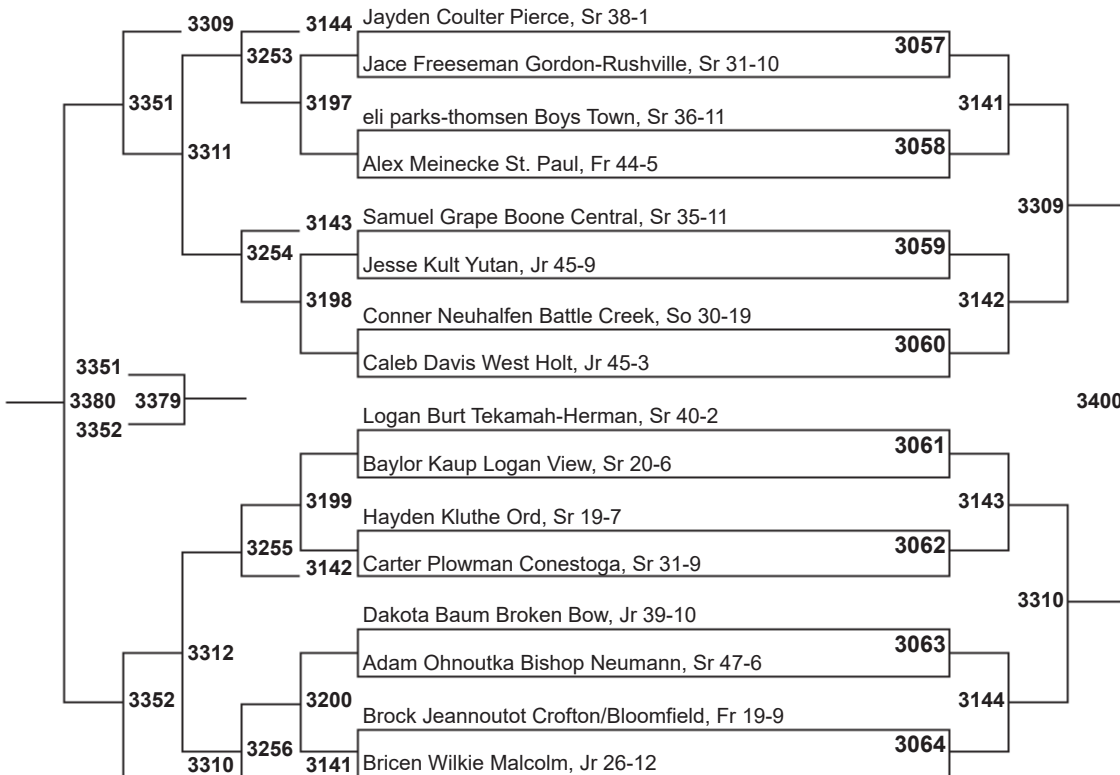 3309
3144
Jayden Coulter Pierce, Sr 38-1
3057
3253
Jace Freeseman Gordon-Rushville, Sr 31-10
3351
3197
3141
eli parks-thomsen Boys Town, Sr 36-11
3058
3311
Alex Meinecke St. Paul, Fr 44-5
3309
3143
Samuel Grape Boone Central, Sr 35-11
3059
3254
Jesse Kult Yutan, Jr 45-9
3198
3142
Conner Neuhalfen Battle Creek, So 30-19
3060
Caleb Davis West Holt, Jr 45-3
3351
3380
3379
3400
3352
Logan Burt Tekamah-Herman, Sr 40-2
3061
Baylor Kaup Logan View, Sr 20-6
3199
3143
Hayden Kluthe Ord, Sr 19-7
3062
3255
3142
Carter Plowman Conestoga, Sr 31-9
3310
Dakota Baum Broken Bow, Jr 39-10
3063
3312
Adam Ohnoutka Bishop Neumann, Sr 47-6
3352
3200
3144
Brock Jeannoutot Crofton/Bloomfield, Fr 19-9
3064
3256
3310
3141
Bricen Wilkie Malcolm, Jr 26-12